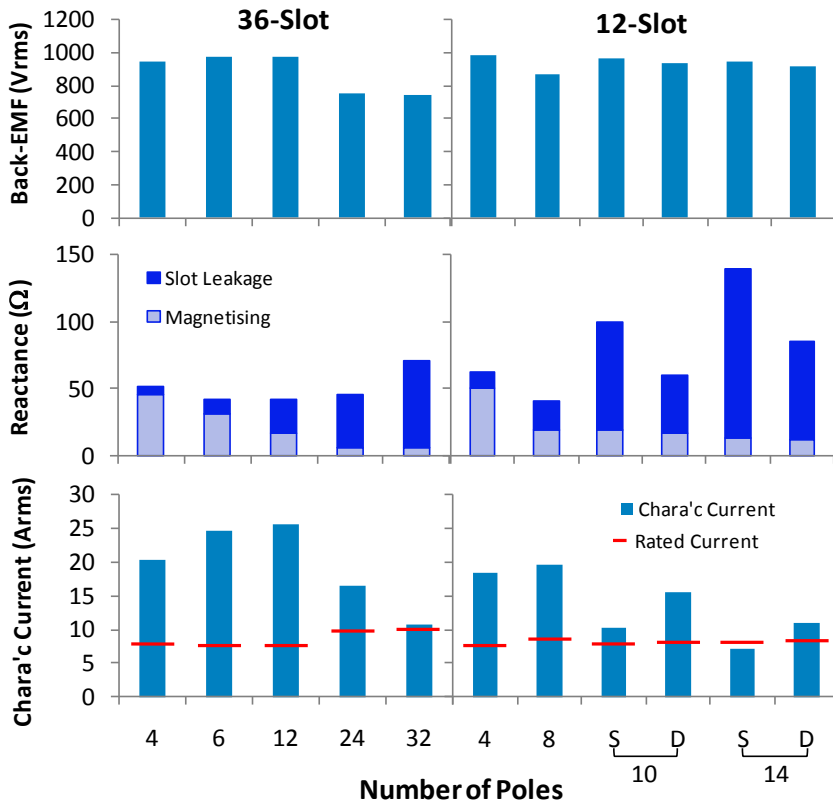 36-Slot
12-Slot
Back-EMF (Vrms)
1200
1000
800
600
400
200
0
Reactance (Ω)
150
100
50
0
Slot Leakage
Magnetising
Chara'c Current (Arms)
30
25
20
15
10
5
0
Chara'c Current
Rated Current
4 6 12 24 32 4 8 S D S D
10 14
Number of Poles